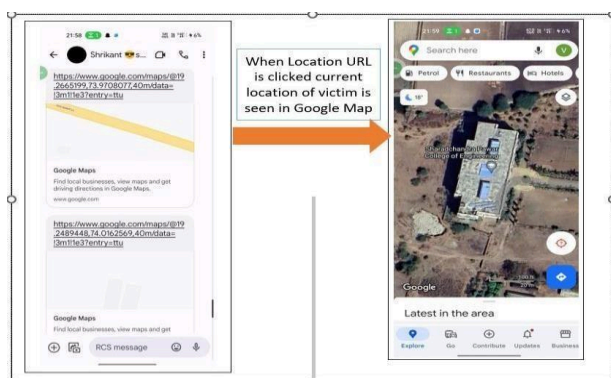 21:58
6%
Shrikant 😎s...
https://www.google.com/maps/@19
.2665199,73.9708077,40m/data=
!3m1!1e3?entry=ttu
Google Maps
Find local businesses, view maps and get
driving directions in Google Maps.
www.google.com
https://www.google.com/maps/@19
.2489448,74.0162569,40m/data=
!3m1!1e3?entry=ttu
Google Maps
Find local businesses, view maps and get
RCS message
When Location URL
is clicked current
location of victim is
seen in Google Map
21:59
6%
Search here
V
Petrol
Restaurants
Hotels
18°
Sharadchandra Pawar
College of Engineering
Google
Latest in the area
Explore
Go
Contribute
Updates
Business